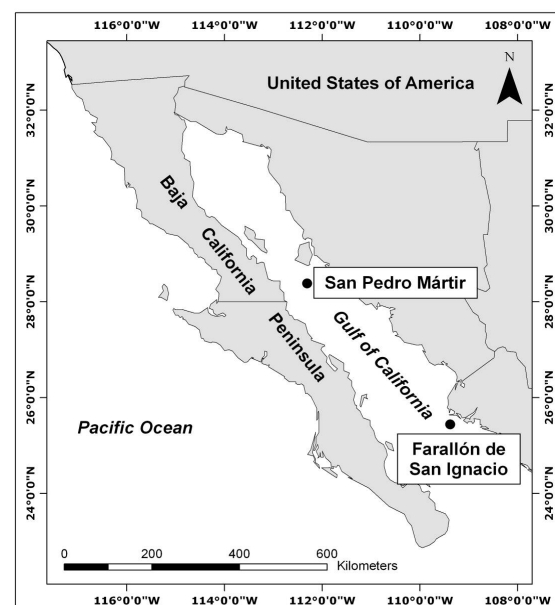 116°0'0"W 114°0'0"W 112°0'0"W 110°0'0"W 108°0'0"W
N
United States of America
32°0'0"N 32°0'0"N
30°0'0"N 30°0'0"N
Baja
California
Peninsula
San Pedro Mártir
28°0'0"N 28°0'0"N
Gulf of California
26°0'0"N 26°0'0"N
Pacific Ocean
Farallón de
San Ignacio
24°0'0"N 24°0'0"N
0 200 400 600
Kilometers
116°0'0"W 114°0'0"W 112°0'0"W 110°0'0"W 108°0'0"W